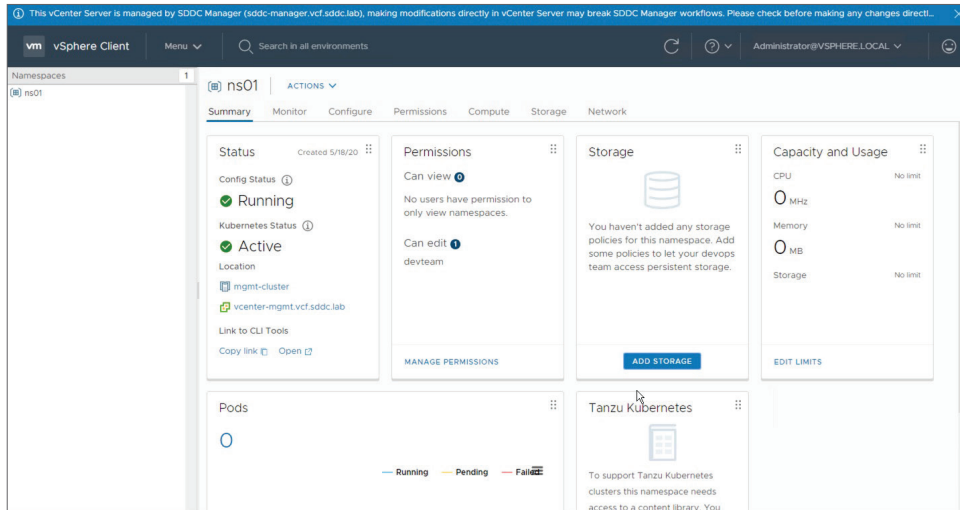 This vCenter Server is managed by SDDC Manager (sddc-manager.vcf.sddc.lab), making modifications directly in vCenter Server may break SDDC Manager workflows. Please check before making any changes directl...
vm vSphere Client Menu Search in all environments Administrator@VSPHERE.LOCAL
Namespaces 1
ns01
ns01 ACTIONS
Summary Monitor Configure Permissions Compute Storage Network
Status Created 5/18/20
Config Status
Running
Kubernetes Status
Active
Location
mgmt-cluster
vcenter-mgmt.vcf.sddc.lab
Link to CLI Tools
Copy link Open
Permissions
Can view 0
No users have permission to
only view namespaces.
Can edit 1
devteam
MANAGE PERMISSIONS
Storage
You haven't added any storage
policies for this namespace. Add
some policies to let your devops
team access persistent storage.
ADD STORAGE
Capacity and Usage
CPU No limit
0 MHz
Memory No limit
0 MB
Storage No limit
EDIT LIMITS
Pods
0
Running Pending Failed
Tanzu Kubernetes
To support Tanzu Kubernetes
clusters this namespace needs
access to a content library. You